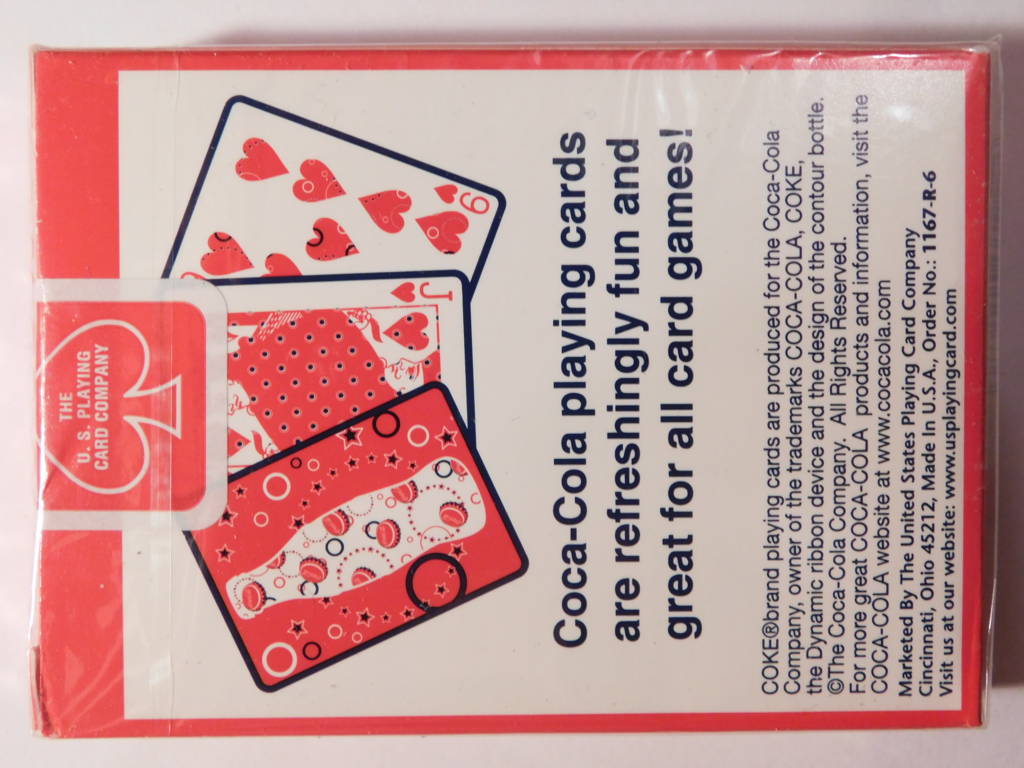 THE
U. S. PLAYING
CARD COMPANY
J
9
Coca-Cola playing cards
are refreshingly fun and
great for all card games!
COKE®brand playing cards are produced for the Coca-Cola
Company, owner of the trademarks COCA-COLA, COKE,
the Dynamic ribbon device and the design of the contour bottle.
©The Coca-Cola Company. All Rights Reserved.
For more great COCA-COLA products and information, visit the
COCA-COLA website at www.cocacola.com
Marketed By The United States Playing Card Company
Cincinnati, Ohio 45212, Made In U.S.A., Order No.: 1167-R-6
Visit us at our website: www.usplayingcard.com